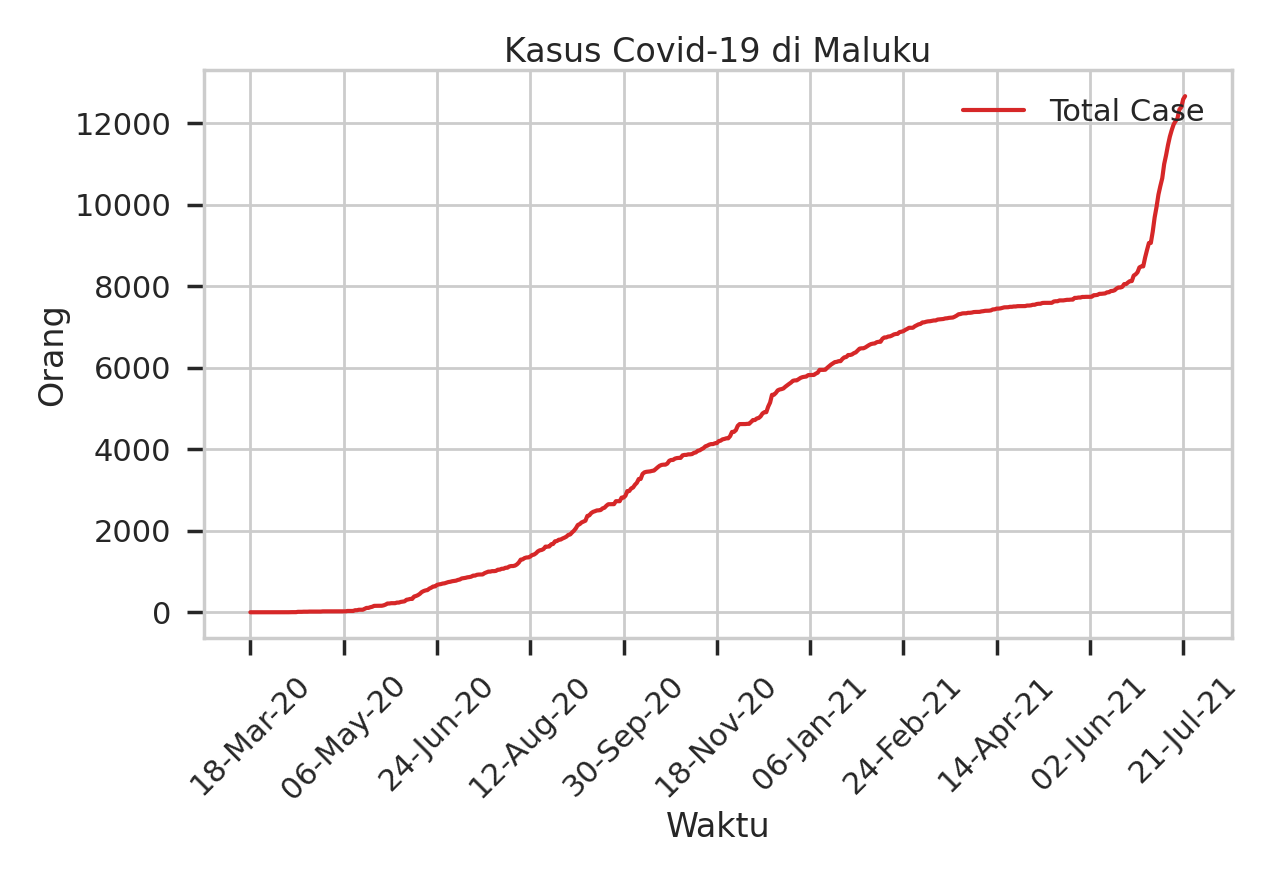 Kasus Covid-19 di Maluku
Total Case
Orang
12000
10000
8000
6000
4000
2000
0
18-Mar-20
06-May-20
24-Jun-20
12-Aug-20
30-Sep-20
18-Nov-20
06-Jan-21
24-Feb-21
14-Apr-21
02-Jun-21
21-Jul-21
Waktu